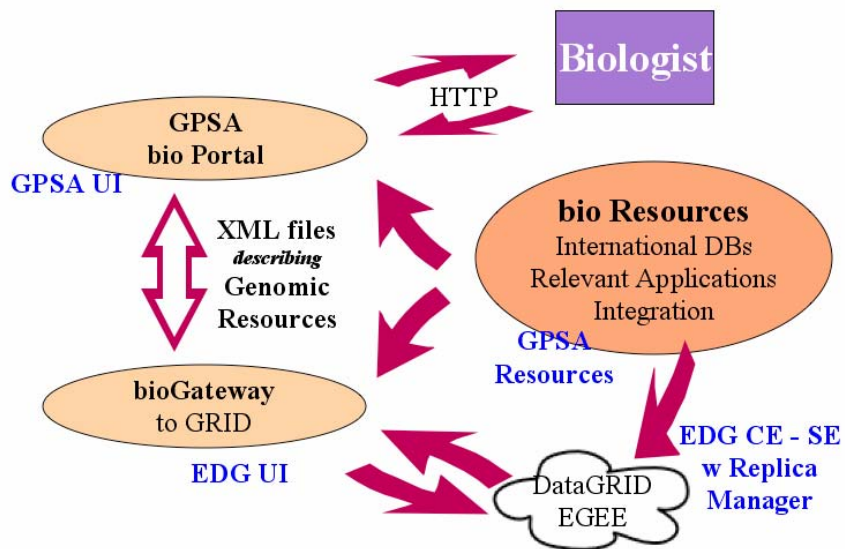 Biologist
HTTP
GPSA
bio Portal
GPSA UI
XML files
describing
Genomic
Resources
bio Resources
International DBs
Relevant Applications
Integration
GPSA
Resources
bioGateway
to GRID
EDG UI
DataGRID
EGEE
EDG CE - SE
w Replica
Manager